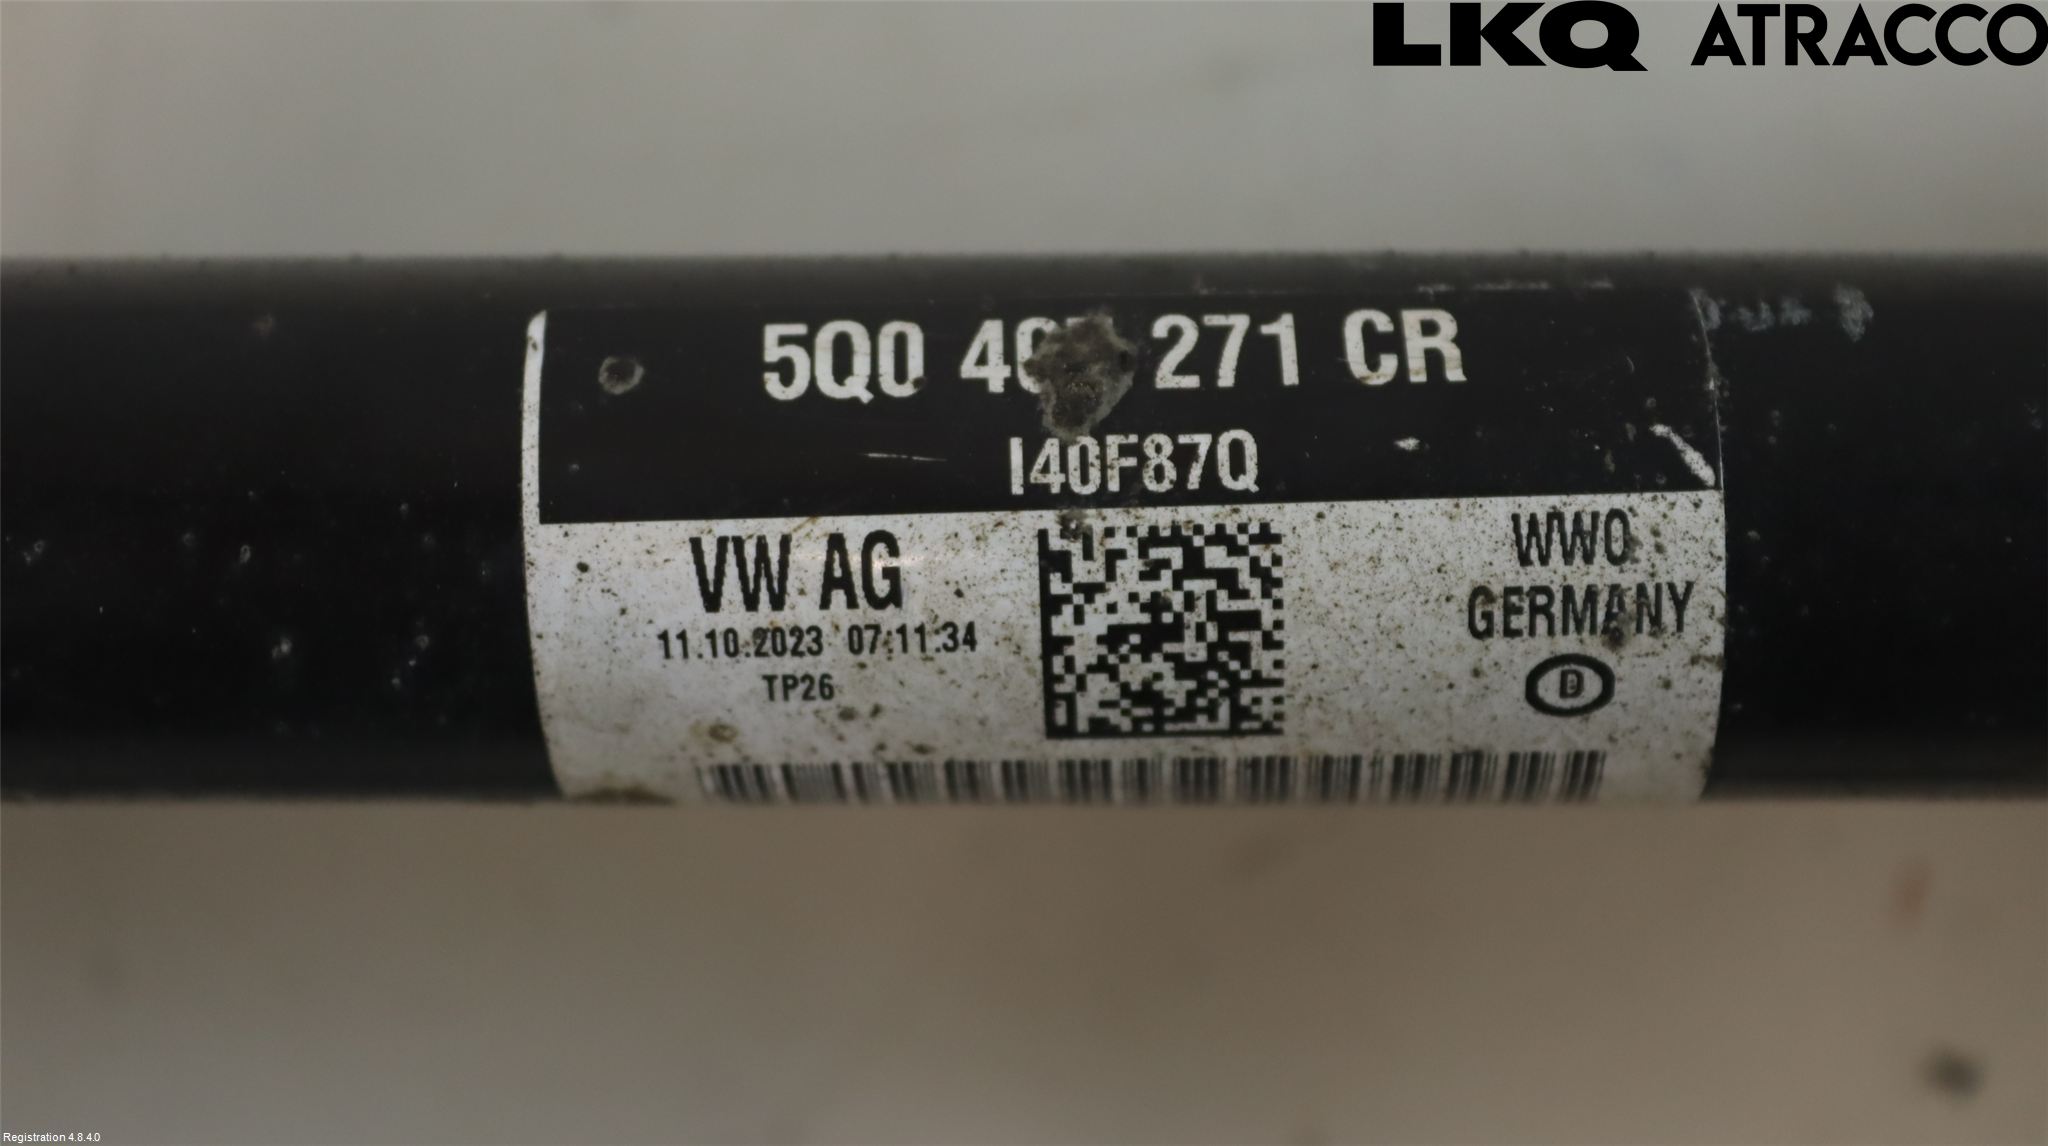 LKQ ATRACCO
5Q0 271 CR
I40F87Q
VW AG
11.10.2023 07:11:34
TP26
WWO
GERMANY
D
Registration 4.8.4.0